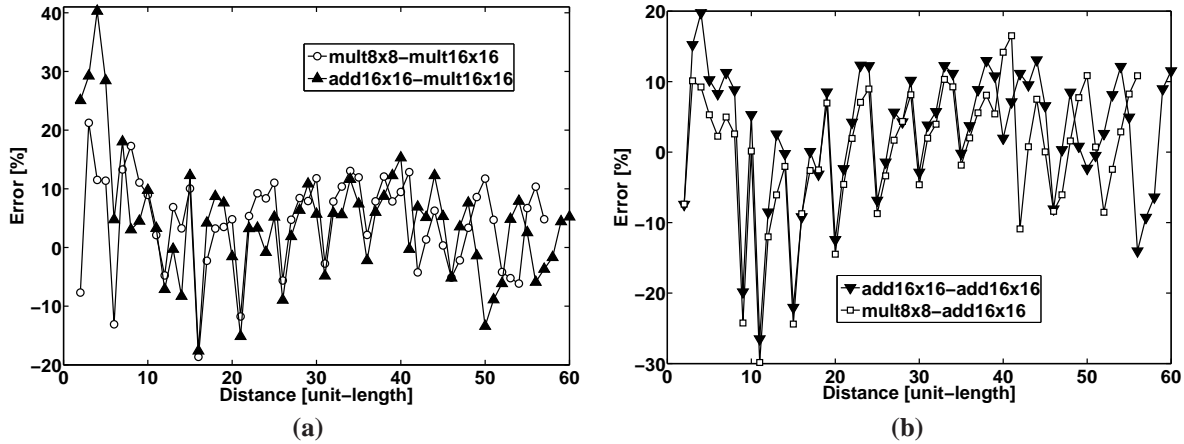 40
30
20
10
0
−10
−20
Error [%]
mult8x8−mult16x16
add16x16−mult16x16
0 10 20 30 40 50 60
Distance [unit−length]
(a)
20
10
0
−10
−20
−30
Error [%]
add16x16−add16x16
mult8x8−add16x16
0 10 20 30 40 50 60
Distance [unit−length]
(b)